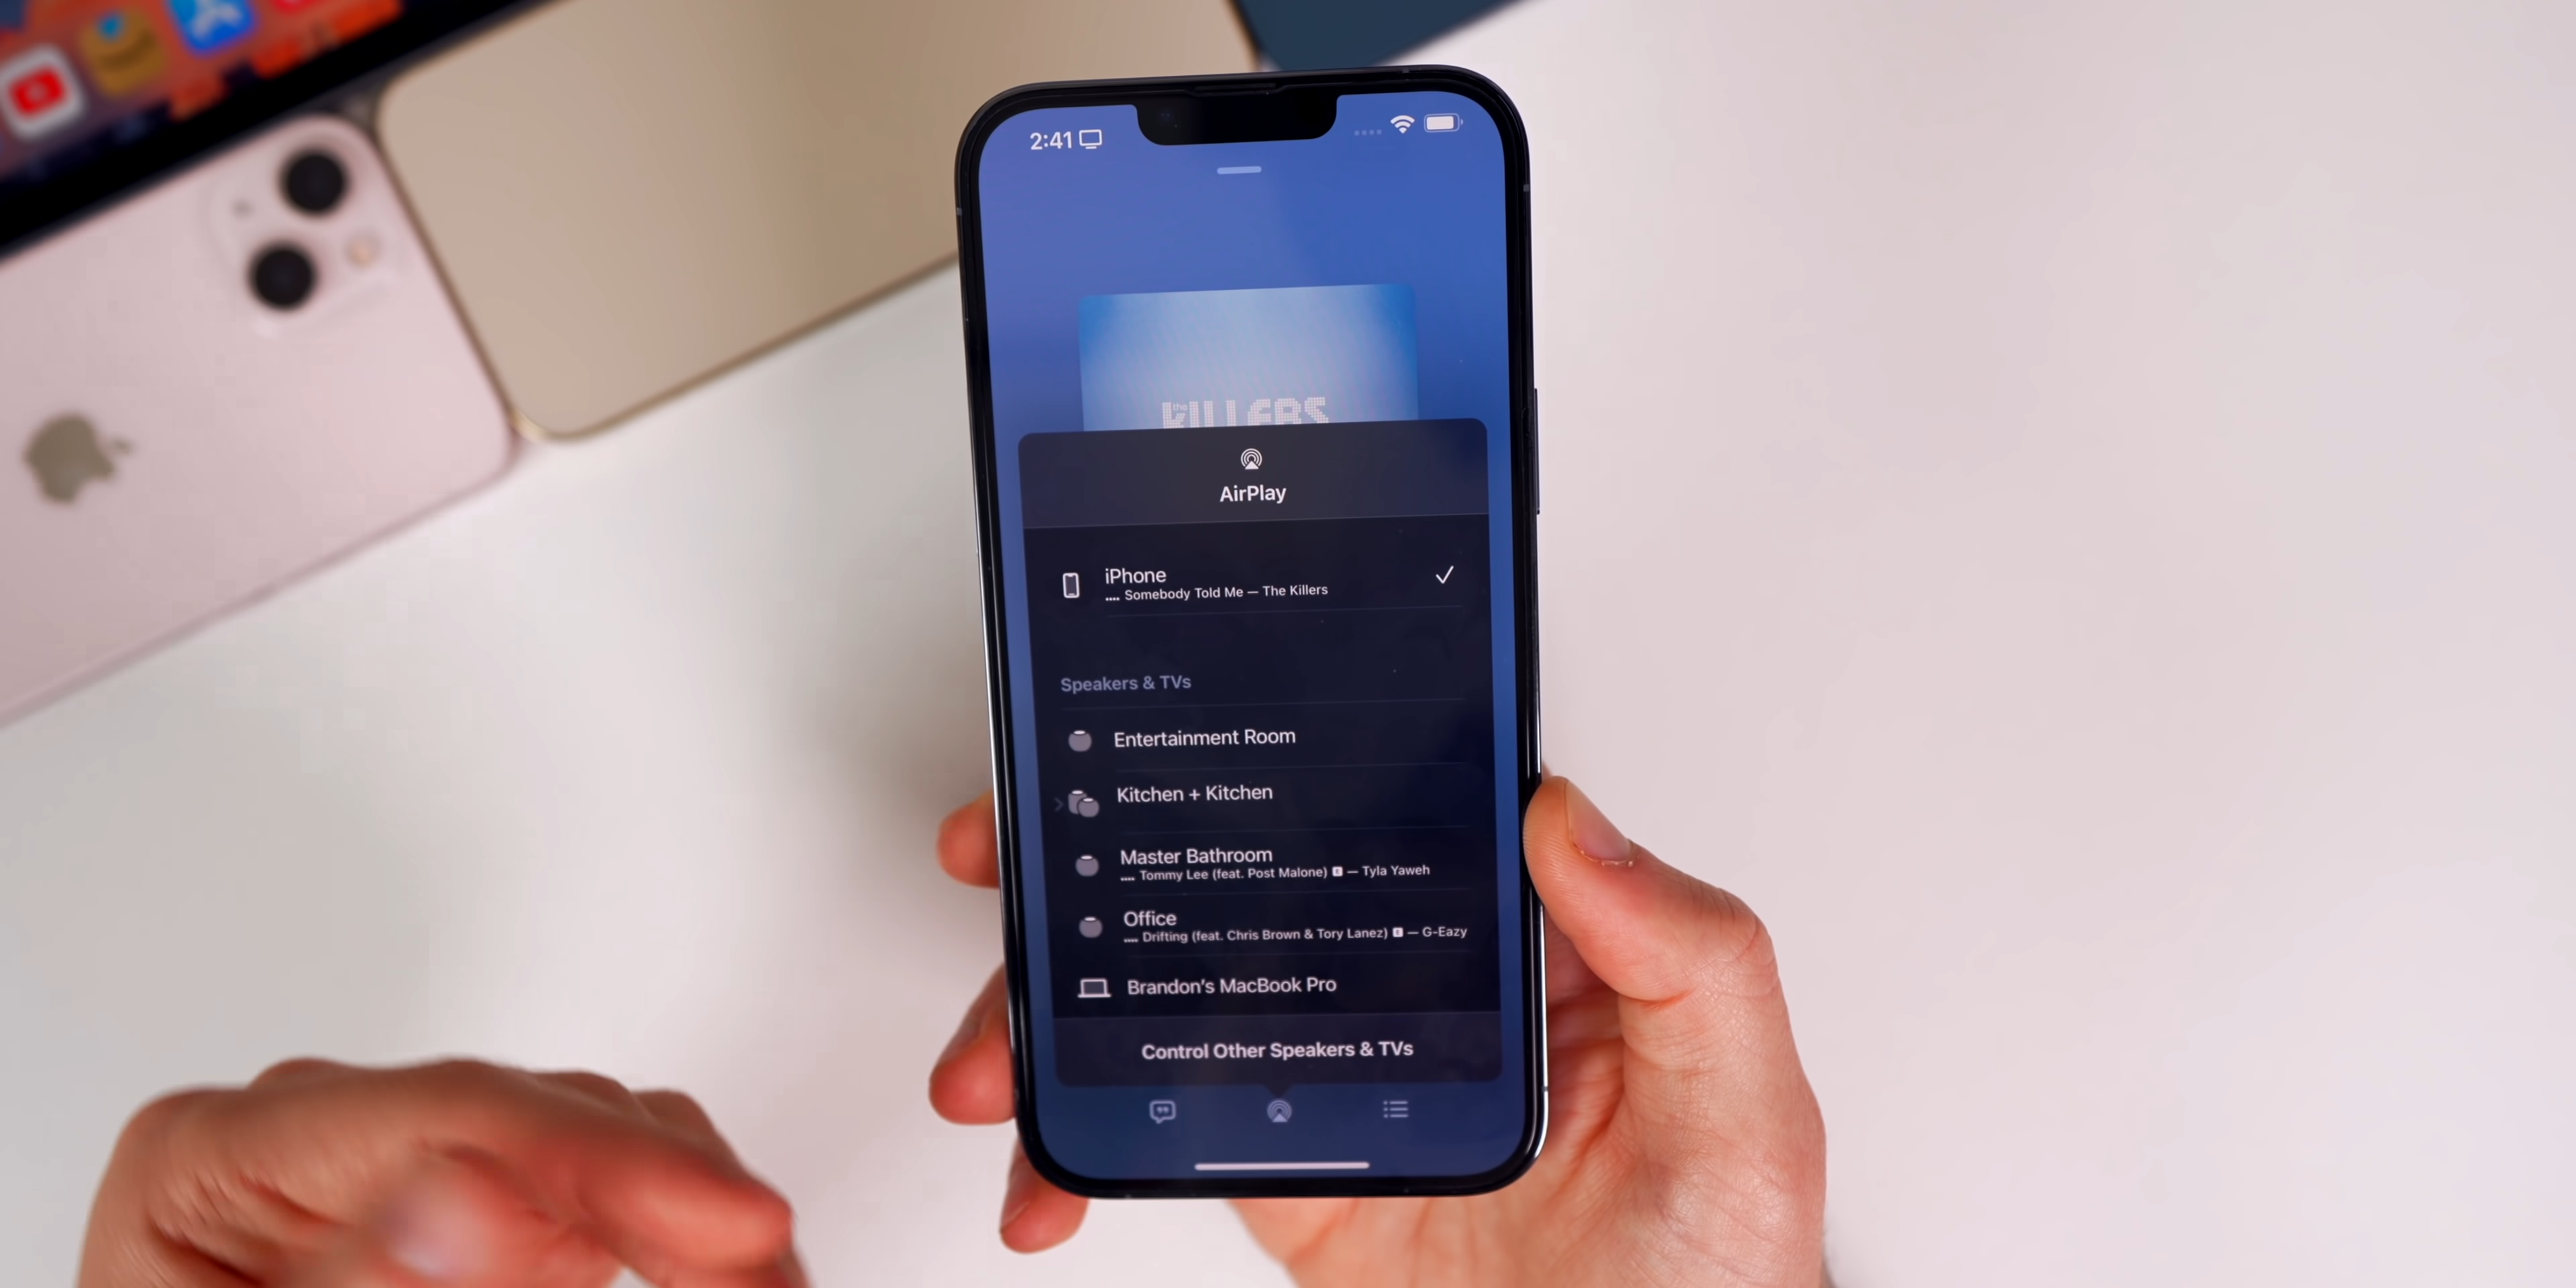 2:41
the
KILLERS
AirPlay
iPhone
Somebody Told Me — The Killers
Speakers & TVs
Entertainment Room
Kitchen + Kitchen
Master Bathroom
Tommy Lee (feat. Post Malone) E — Tyla Yaweh
Office
Drifting (feat. Chris Brown & Tory Lanez) E — G-Eazy
Brandon's MacBook Pro
Control Other Speakers & TVs